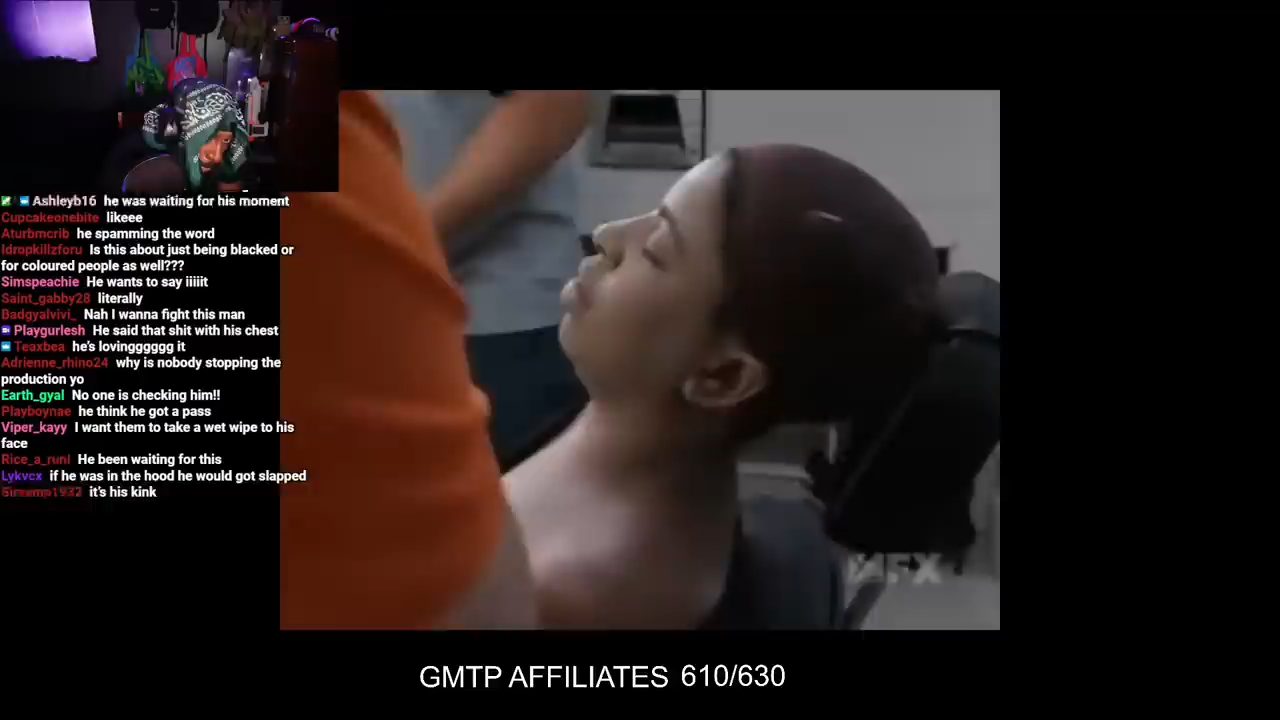 Ashleyb16 he was waiting for his moment
Cupcakeonebite likeee
Aturbmcrib he spamming the word
Idropkillzforu Is this about just being blacked or
for coloured people as well???
Simspeachie He wants to say iiiiit
Saint_gabby28 literally
Badgyalvivi_ Nah I wanna fight this man
Playgurlesh He said that shit with his chest
Teaxbea he's lovingggggg it
Adrienne_rhino24 why is nobody stopping the
production yo
Earth_gyal No one is checking him!!
Playboynae he think he got a pass
Viper_kayy I want them to take a wet wipe to his
face
Rice_a_runI He been waiting for this
Lykvcx if he was in the hood he would got slapped
it's his kink
FX
GMTP AFFILIATES 610/630